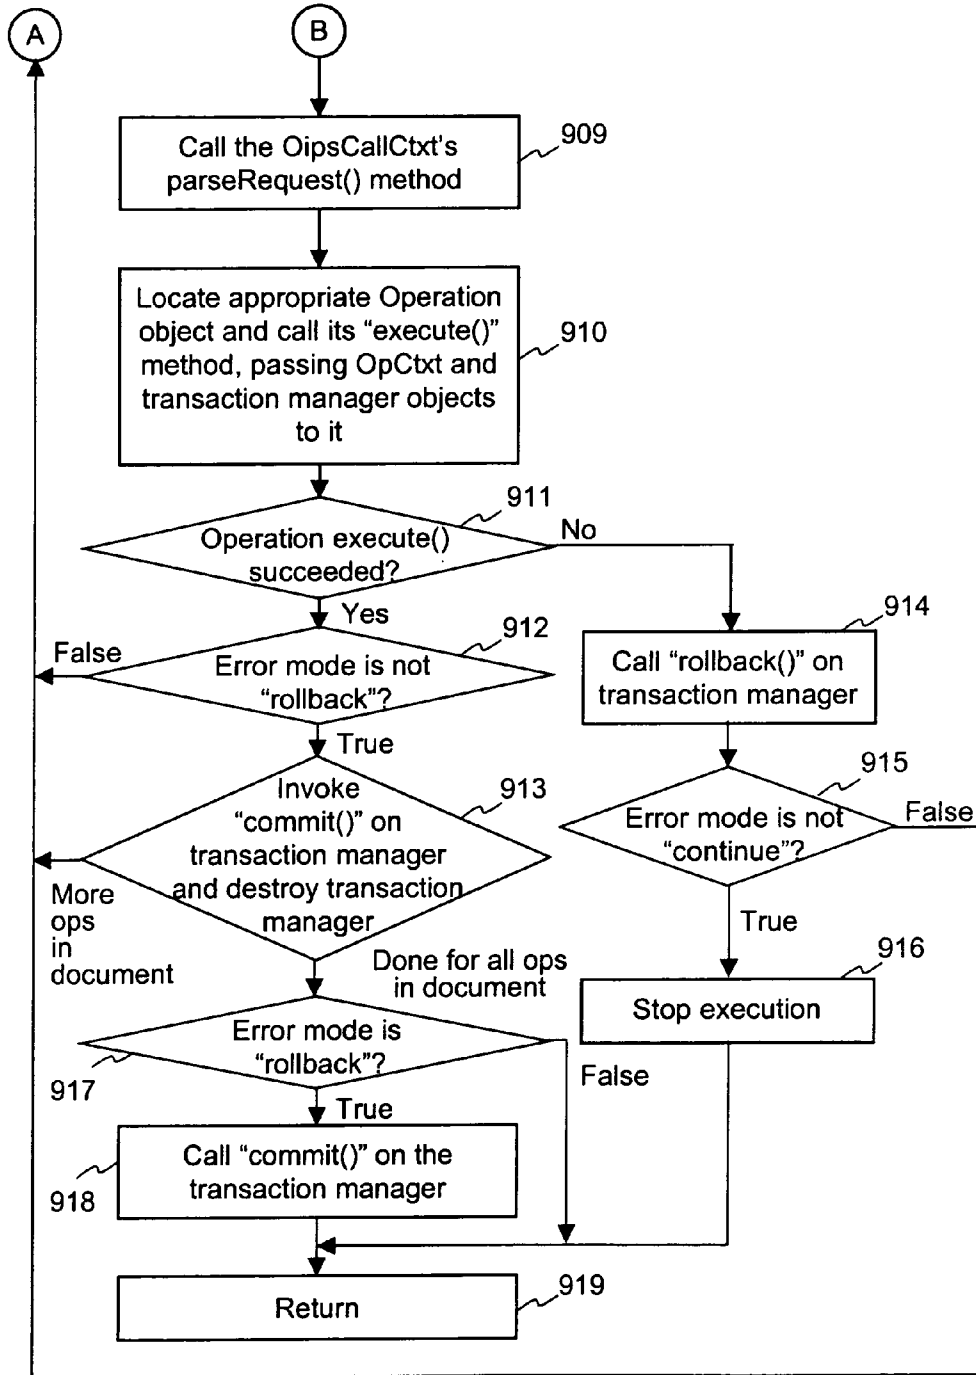 A
B
Call the OipsCallCtxt's
parseRequest() method
909
Locate appropriate Operation
object and call its "execute()"
method, passing OpCtxt and
transaction manager objects
to it
910
911
Operation execute()
succeeded?
No
Yes
912
Error mode is not
"rollback"?
False
True
914
Call "rollback()" on
transaction manager
913
Invoke
"commit()" on
transaction manager
and destroy transaction
manager
More
ops
in
document
Done for all ops
in document
915
Error mode is not
"continue"?
False
True
916
Stop execution
Error mode is
"rollback"?
917
False
True
Call "commit()" on the
transaction manager
918
Return
919